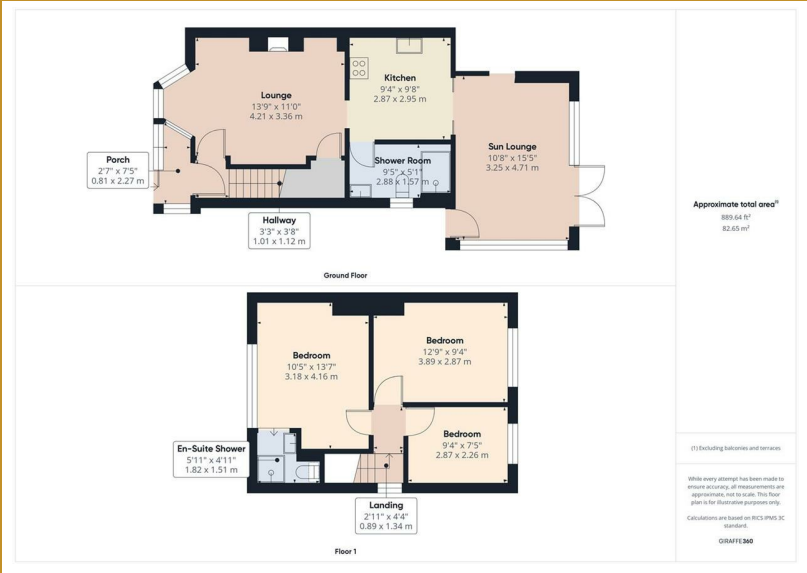 Lounge
13'9" x 11'0"
4.21 x 3.36 m
Kitchen
9'4" x 9'8"
2.87 x 2.95 m
Sun Lounge
10'8" x 15'5"
3.25 x 4.71 m
Porch
2'7" x 7'5"
0.81 x 2.27 m
Shower Room
9'5" x 5'1"
2.88 x 1.57 m
Hallway
3'3" x 3'8"
1.01 x 1.12 m
Ground Floor
Bedroom
10'5" x 13'7"
3.18 x 4.16 m
Bedroom
12'9" x 9'4"
3.89 x 2.87 m
Bedroom
9'4" x 7'5"
2.87 x 2.26 m
En-Suite Shower
5'11" x 4'11"
1.82 x 1.51 m
Landing
2'11" x 4'4"
0.89 x 1.34 m
Floor 1
Approximate total area⁽¹⁾
889.64 ft²
82.65 m²
(1) Excluding balconies and terraces
While every attempt has been made to
ensure accuracy, all measurements are
approximate, not to scale. This floor
plan is for illustrative purposes only.
Calculations are based on RICS IPMS 3C
standard.
GIRAFFE360